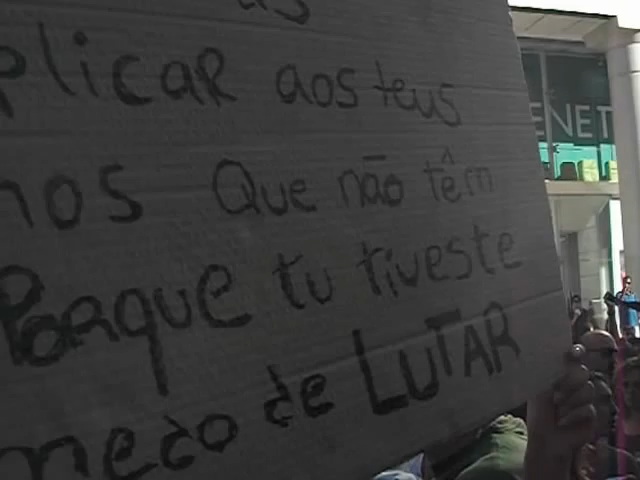 plicar aos teus
nos Que não têm
Porque tu tiveste
medo de LUTAR
ENET